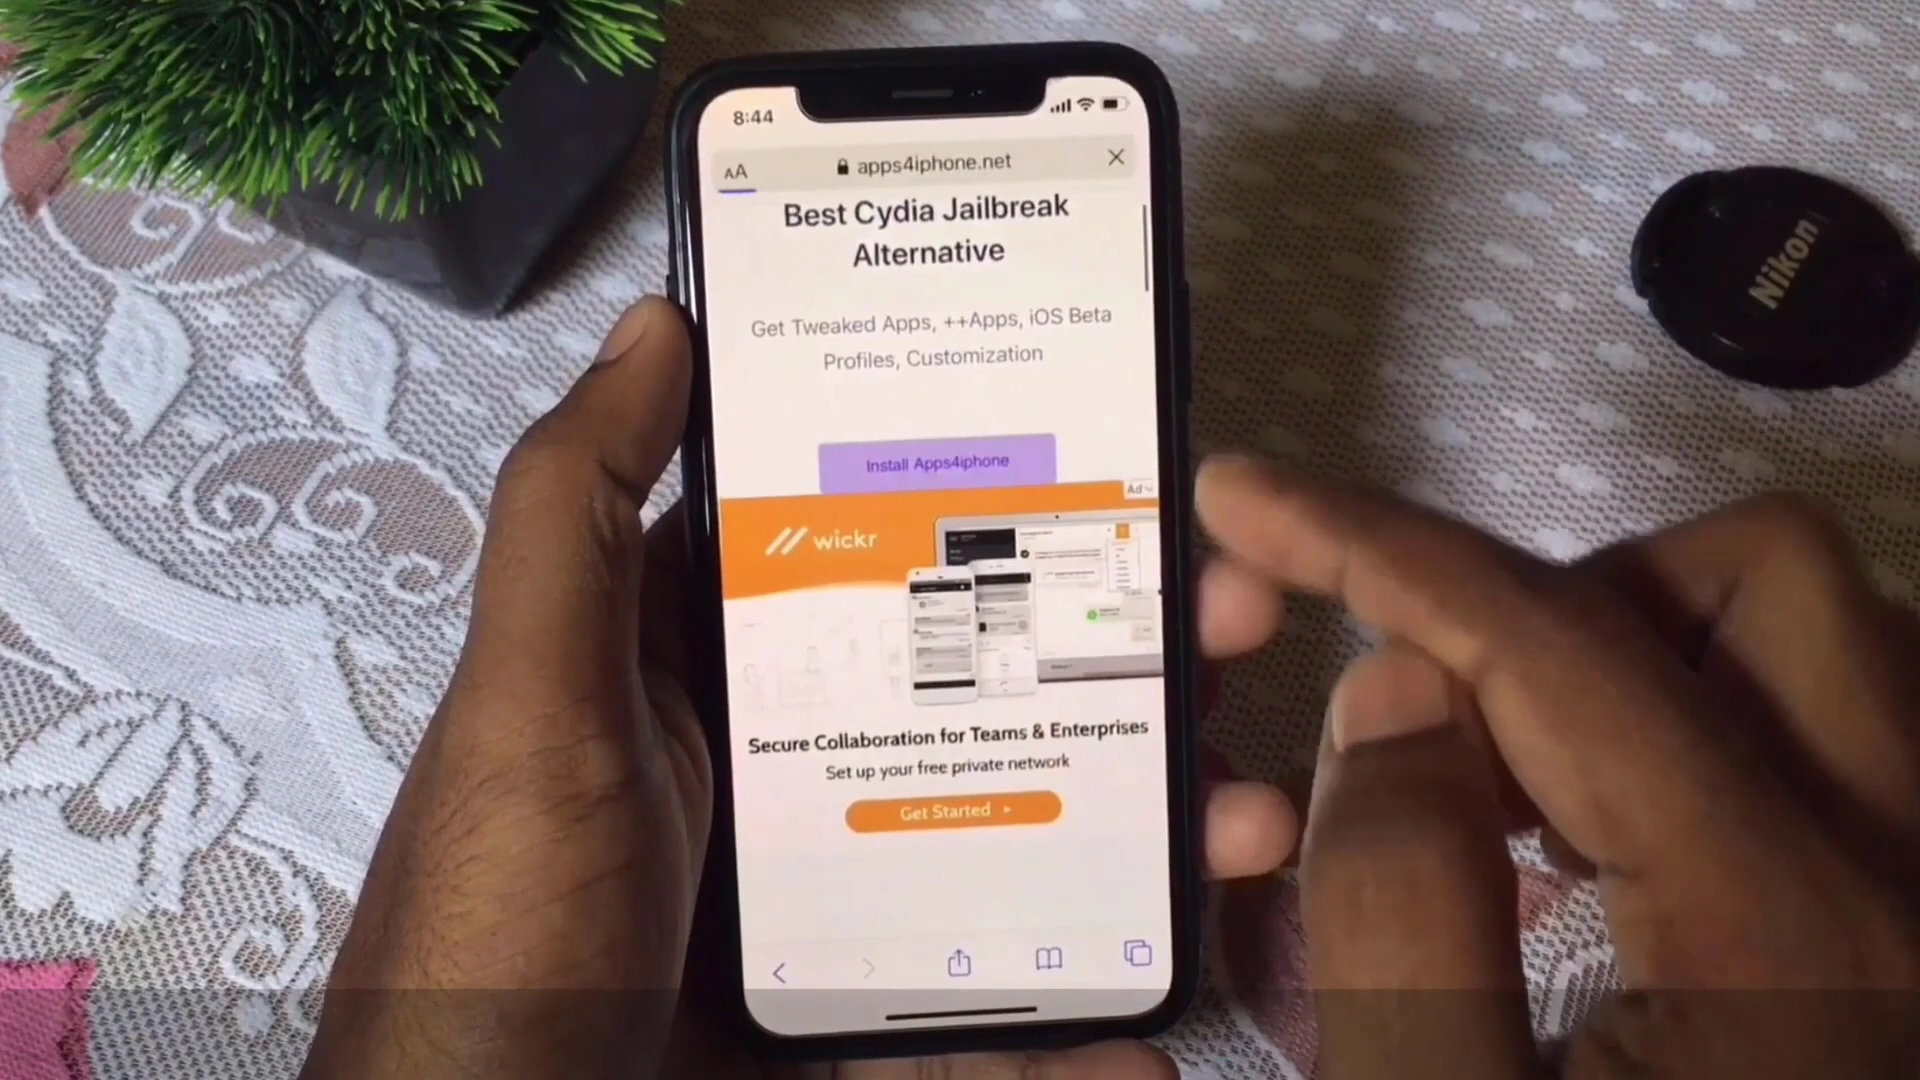 8:44
AA apps4iphone.net
Best Cydia Jailbreak
Alternative
Get Tweaked Apps, ++Apps, iOS Beta
Profiles, Customization
Install Apps4iphone
Ad
wickr
Secure Collaboration for Teams & Enterprises
Set up your free private network
Get Started
Nikon